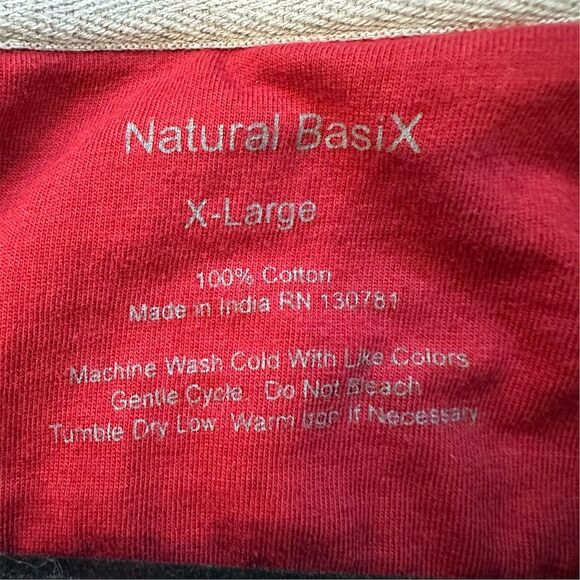 Natural BasiX
X-Large
100% Cotton
Made in India RN 130781
Machine Wash Cold With Like Colors
Gentle Cycle Do Not Bleach
Tumble Dry Low Warm Iron If Necessary